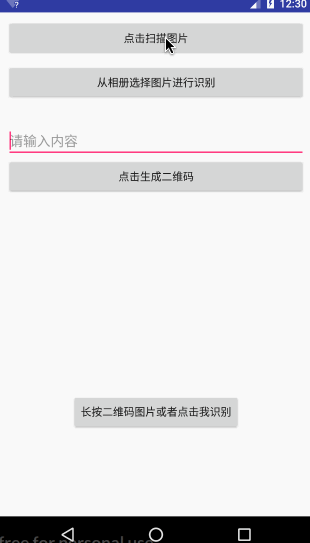 12:30
点击扫描图片
从相册选择图片进行识别
请输入内容
点击生成二维码
长按二维码图片或者点击我识别
free for personal use